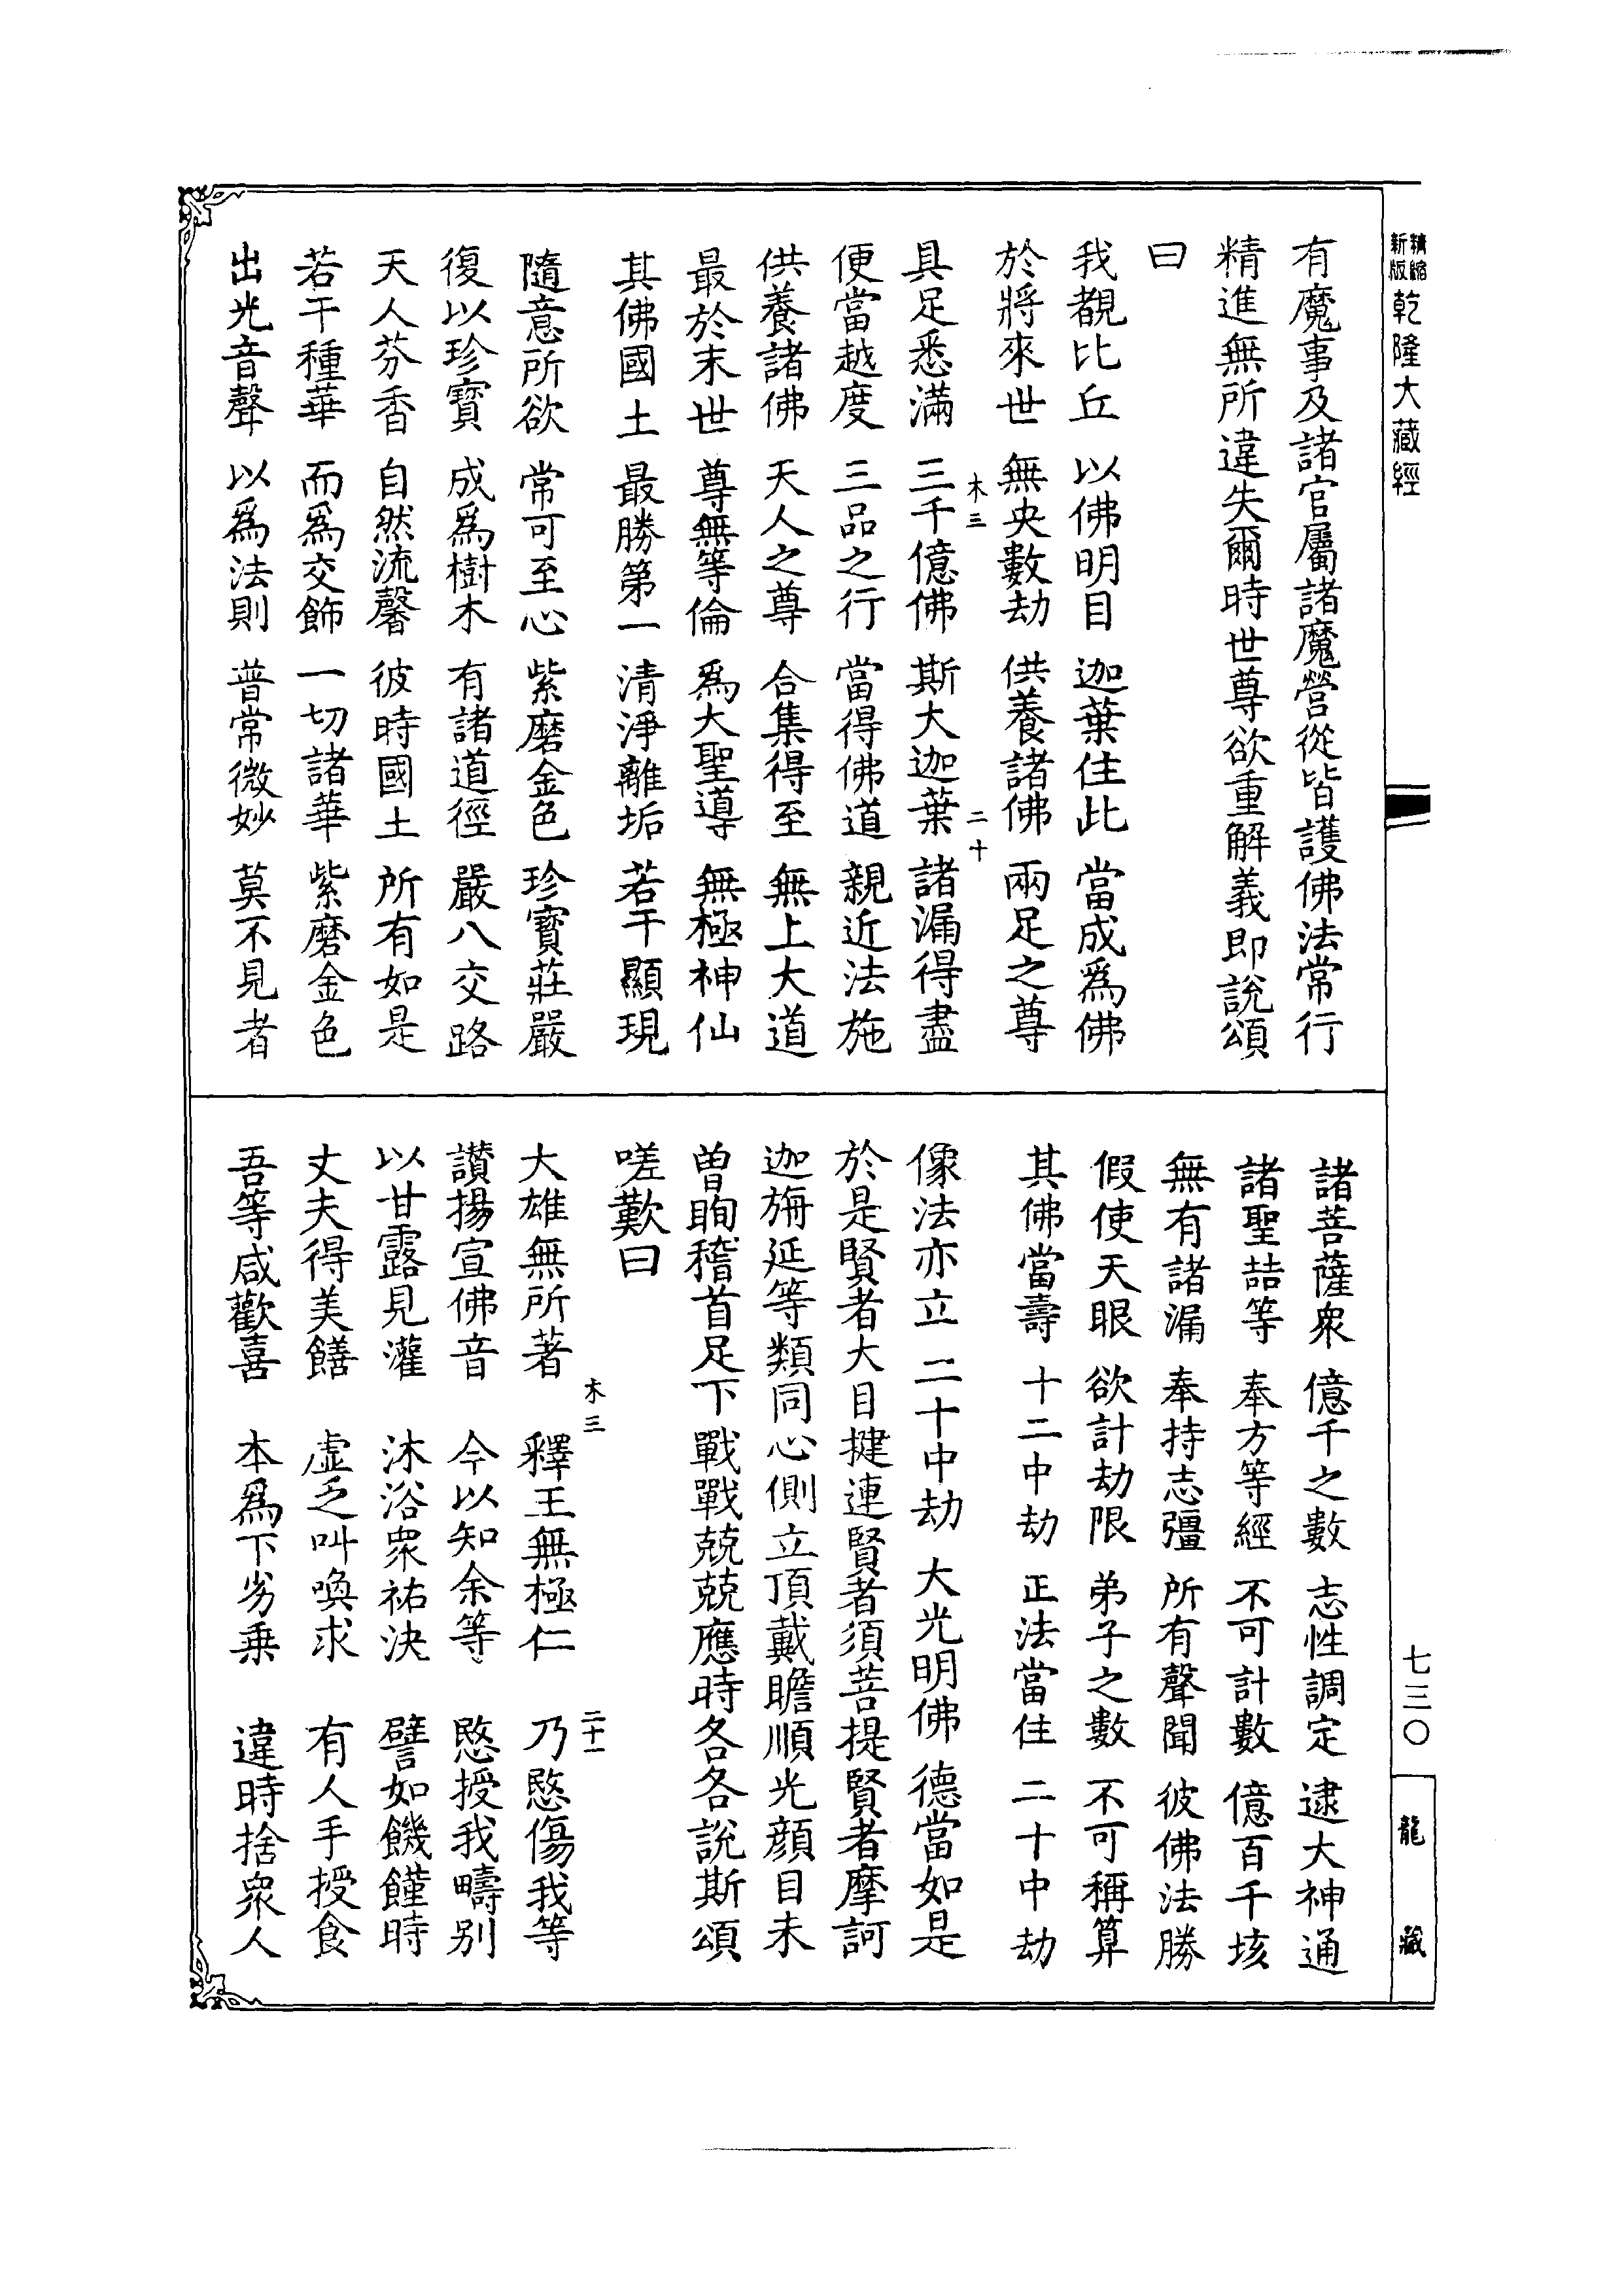 精縮新版乾隆大藏經
有魔事及諸官屬諸魔營從皆護佛法常行
精進無所違失爾時世尊欲重解義即說頌
曰
我覩比丘 以佛明目 迦葉住此 當成爲佛
於將來世 無央數劫 供養諸佛 兩足之尊
木三 二十
具足悉滿 三千億佛 斯大迦葉 諸漏得盡
便當越度 三品之行 當得佛道 親近法施
供養諸佛 天人之尊 合集得至 無上大道
最於末世 尊無等倫 爲大聖導 無極神仙
其佛國土 最勝第一 清淨離垢 若干顯現
隨意所欲 常可至心 紫磨金色 珍寶莊嚴
復以珍寶 成爲樹木 有諸道徑 嚴八交路
天人芬香 自然流馨 彼時國土 所有如是
若干種華 而爲交飾 一切諸華 紫磨金色
出光音聲 以爲法則 普常微妙 莫不見者
諸菩薩衆 億千之數 志性調定 逮大神通
諸聖喆等 奉方等經 不可計數 億百千垓
無有諸漏 奉持志彊 所有聲聞 彼佛法勝
假使天眼 欲計劫限 弟子之數 不可稱算
其佛當壽 十二中劫 正法當住 二十中劫
像法亦立 二十中劫 大光明佛 德當如是
於是賢者大目揵連賢者須菩提賢者摩訶
迦旃延等類同心側立頂戴瞻順光顔目未
曽眴稽首足下戰戰兢兢應時各各說斯頌
嗟歎曰
木三 二十一
大雄無所著 釋王無極仁 乃愍傷我等
讃揚宣佛音 今以知余等 愍授我疇别
以甘露見灌 沐浴衆祐決 譬如饑饉時
丈夫得美饍 虛乏叫喚求 有人手授食
吾等咸歡喜 本爲下劣乗 違時捨衆人
七三〇
龍藏